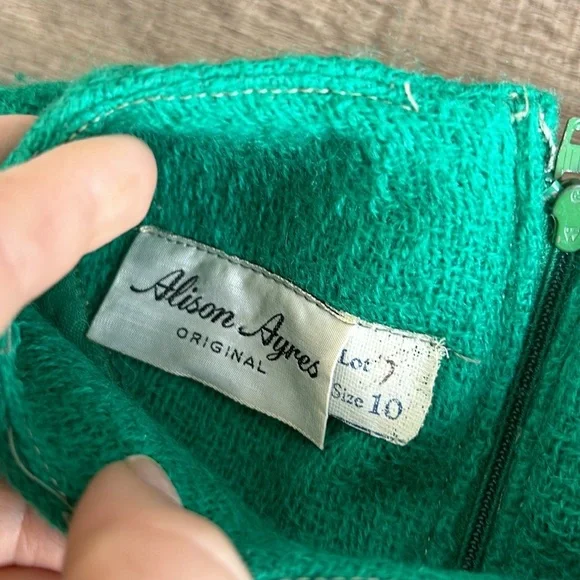 Alison Ayres
ORIGINAL
Lot 7
Size 10